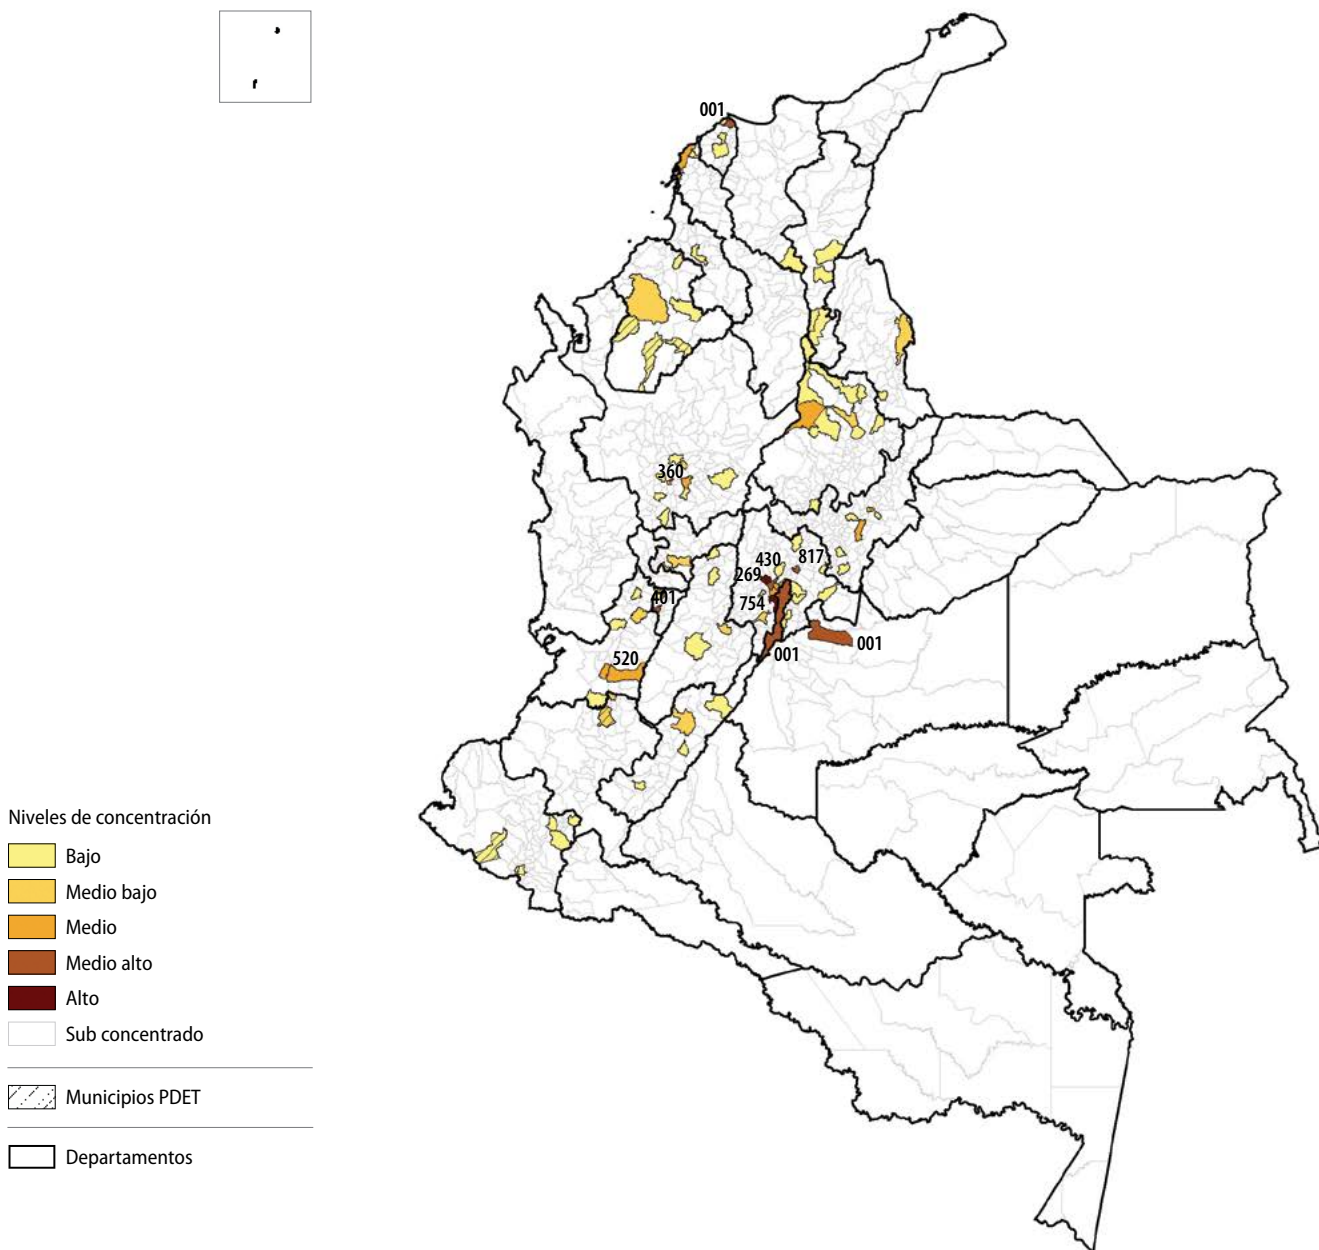 001
360
430
817
269
401
754
001
001
520
Niveles de concentración
Bajo
Medio bajo
Medio
Medio alto
Alto
Sub concentrado
Municipios PDET
Departamentos